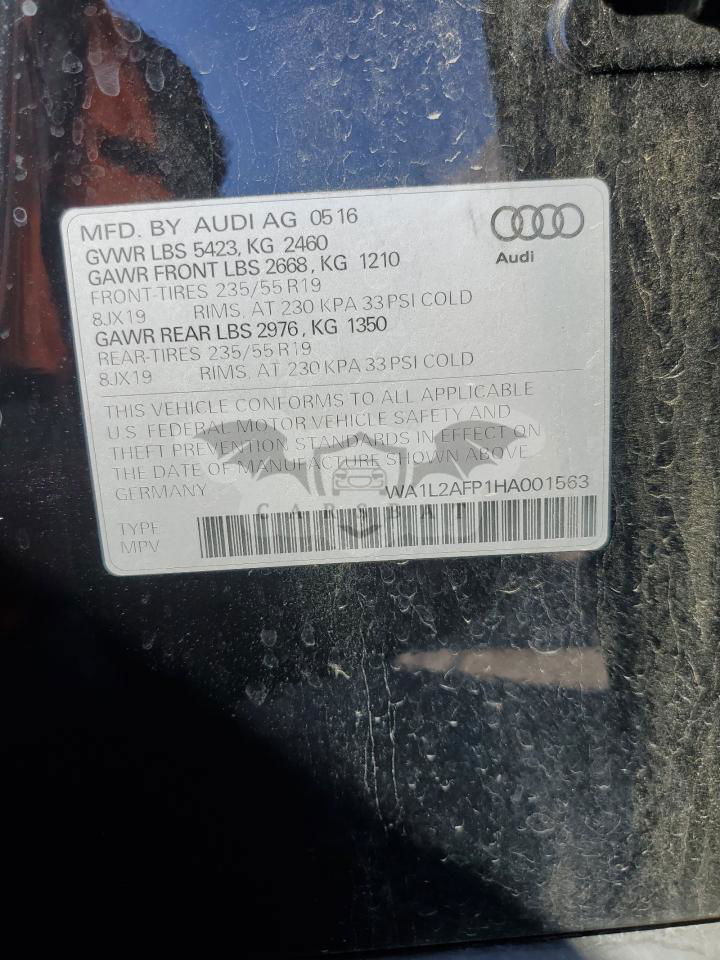 MFD. BY AUDI AG 05 16
GVWR LBS 5423, KG 2460
GAWR FRONT LBS 2668, KG 1210
FRONT-TIRES 235/55 R19
8JX19 RIMS, AT 230 KPA 33 PSI COLD
GAWR REAR LBS 2976, KG 1350
REAR-TIRES 235/55 R19
8JX19 RIMS, AT 230 KPA 33 PSI COLD
Audi
THIS VEHICLE CONFORMS TO ALL APPLICABLE
U.S. FEDERAL MOTOR VEHICLE SAFETY AND
THEFT PREVENTION STANDARDS IN EFFECT ON
THE DATE OF MANUFACTURE SHOWN ABOVE.
GERMANY WA1L2AFP1HA001563
CARSBAT
TYPE
MPV